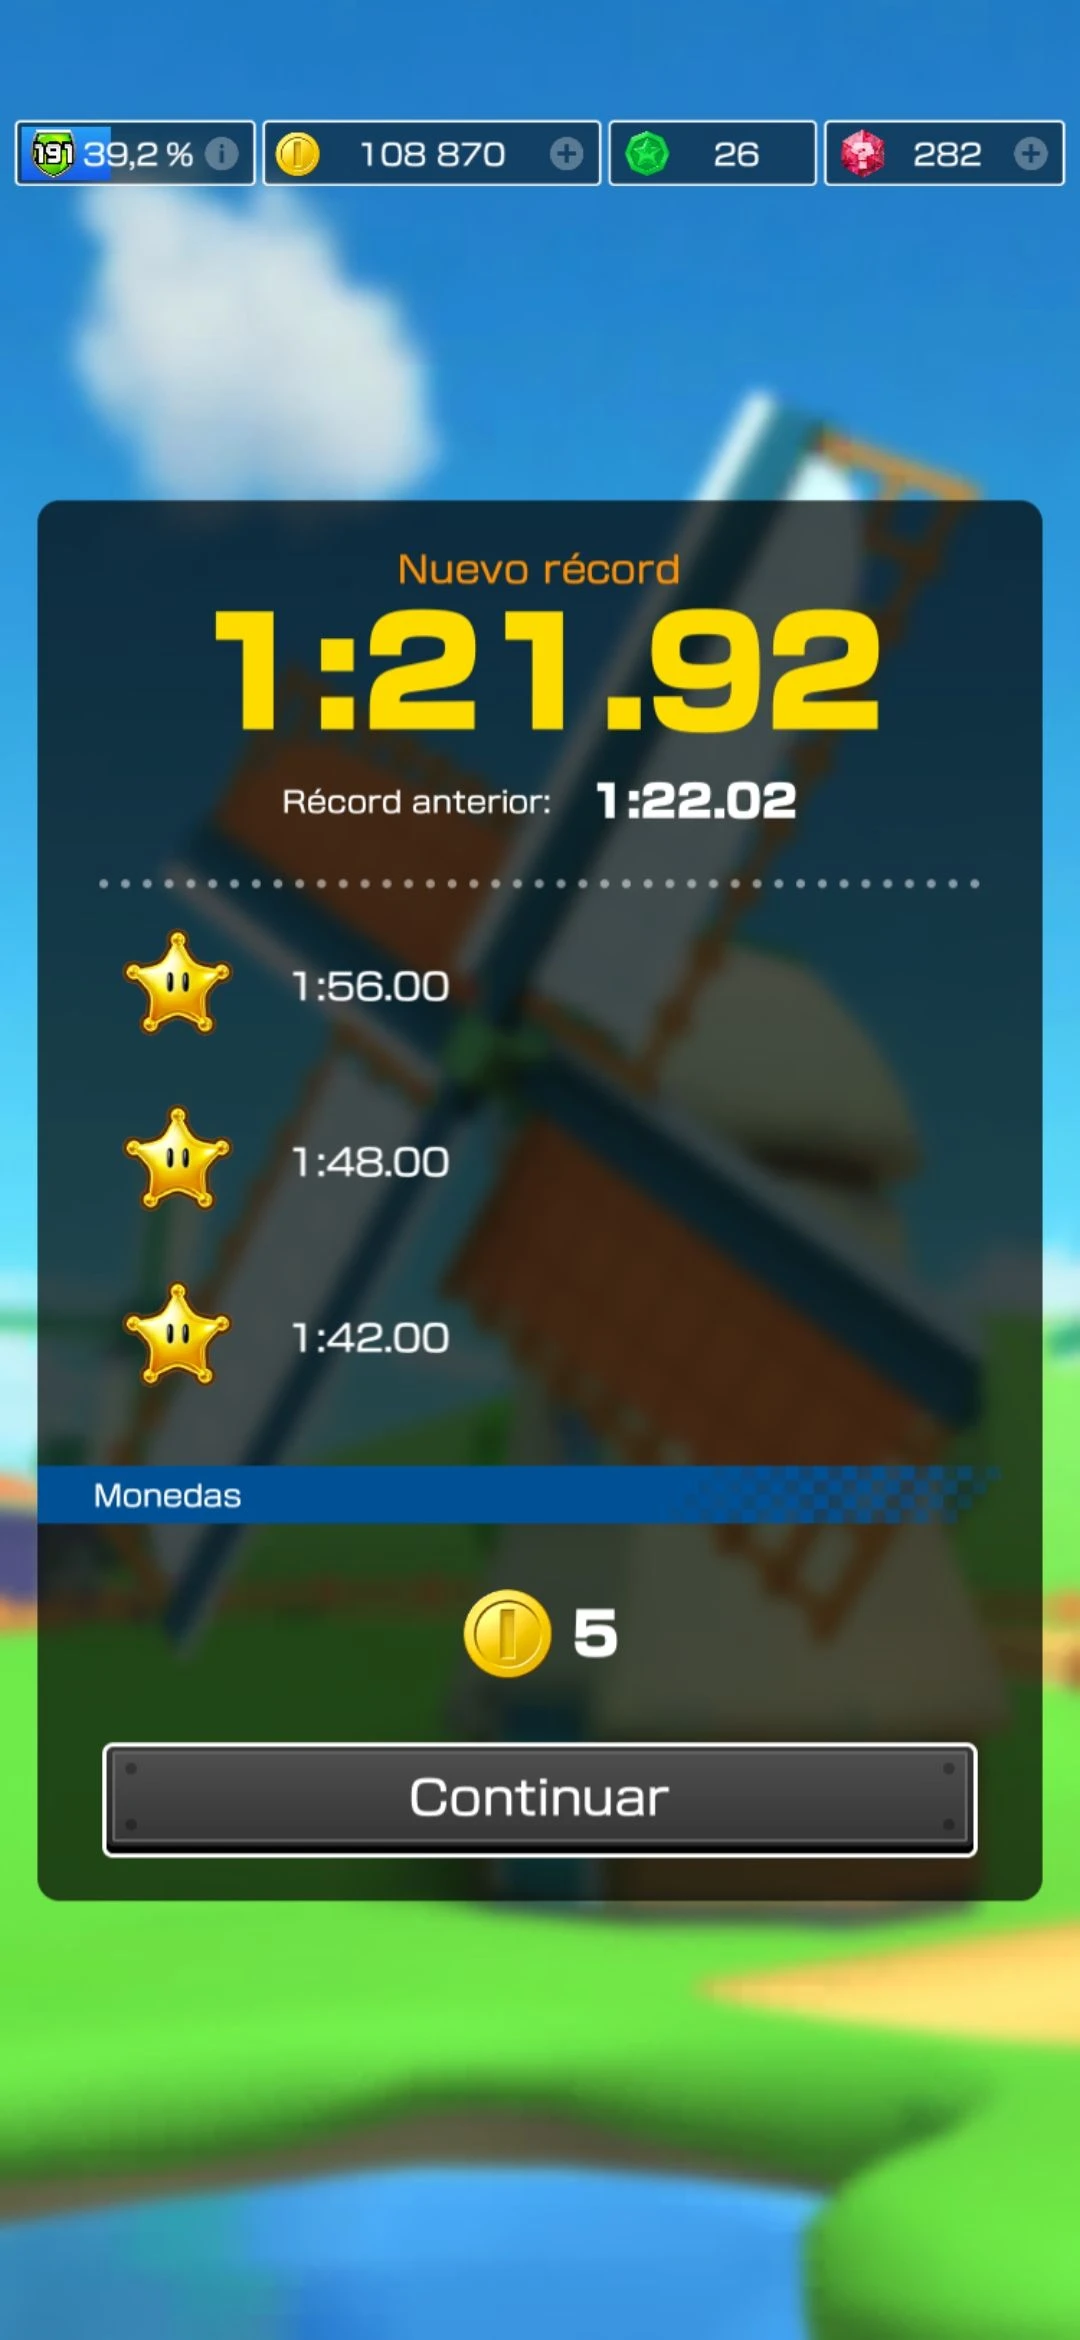 191 39,2 % i 108 870 + 26 282 +
Nuevo récord
1:21.92
Récord anterior: 1:22.02
1:56.00
1:48.00
1:42.00
Monedas
5
Continuar